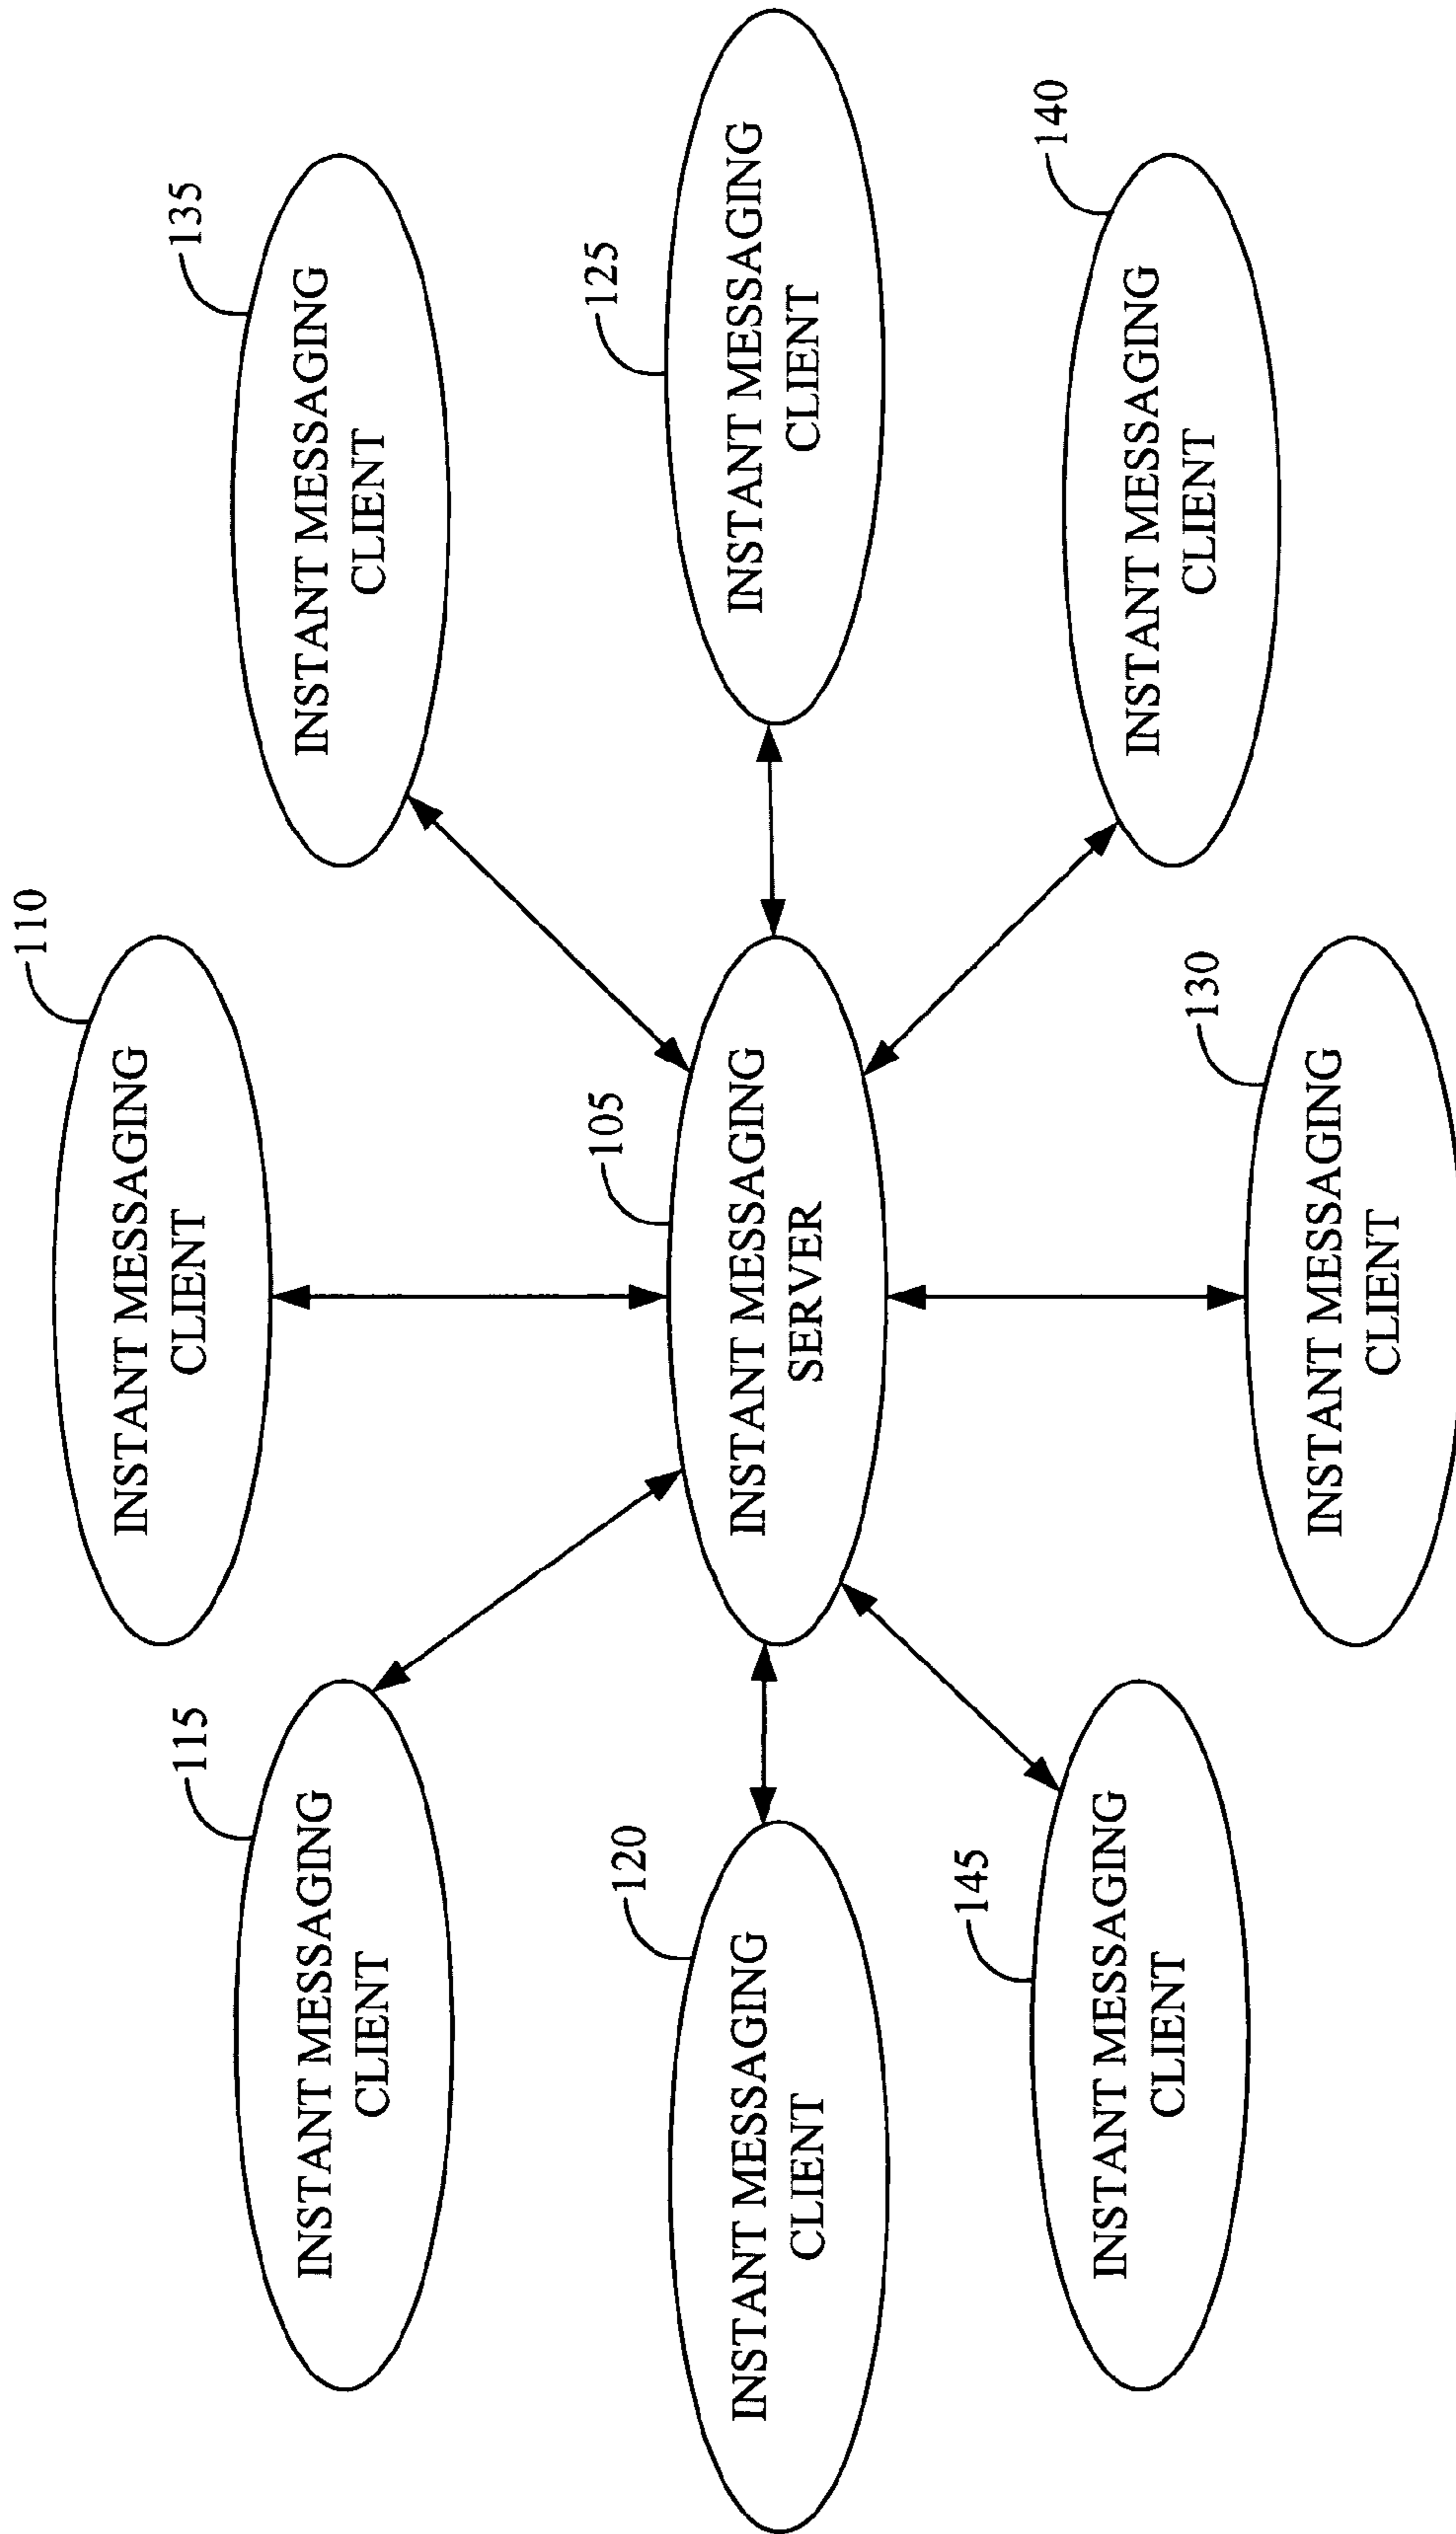 110
INSTANT MESSAGING
CLIENT
115
INSTANT MESSAGING
CLIENT
135
INSTANT MESSAGING
CLIENT
120
INSTANT MESSAGING
CLIENT
105
INSTANT MESSAGING
SERVER
125
INSTANT MESSAGING
CLIENT
145
INSTANT MESSAGING
CLIENT
140
INSTANT MESSAGING
CLIENT
130
INSTANT MESSAGING
CLIENT